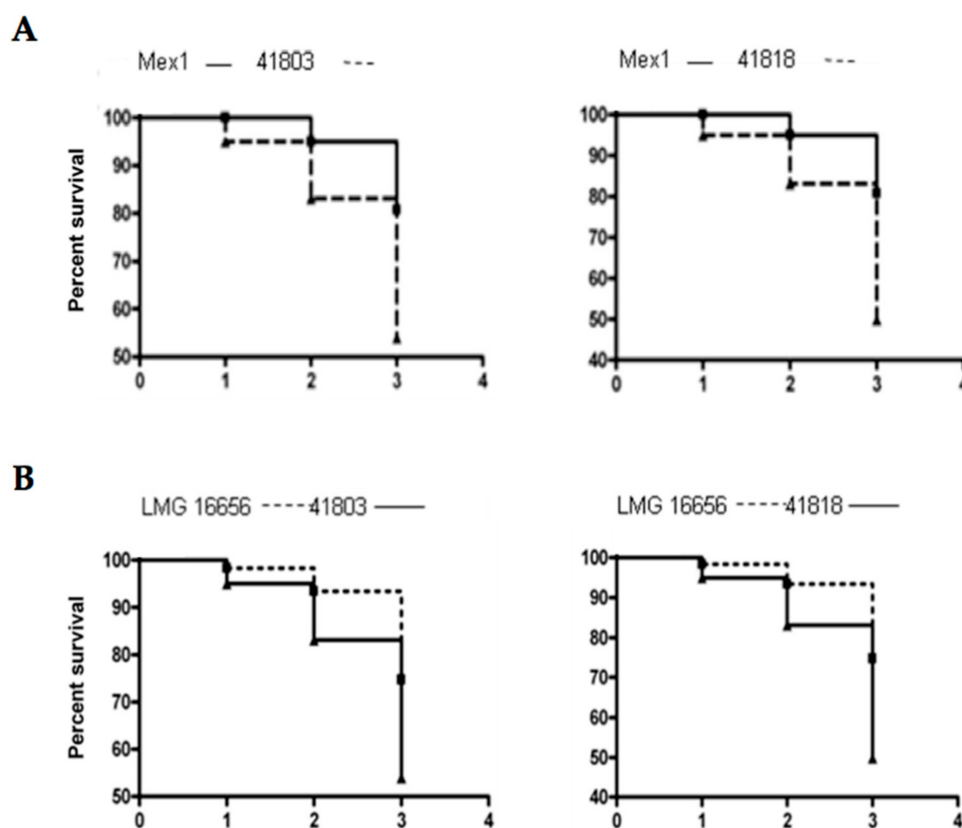 A
Mex1 — 41803 ----
Mex1 — 41818 ----
Percent survival
100
90
80
70
60
50
0 1 2 3 4
100
90
80
70
60
50
40
0 1 2 3 4
B
LMG 16656 -----41803 —
LMG 16656 -----41818 —
Percent survival
100
90
80
70
60
50
0 1 2 3 4
100
90
80
70
60
50
40
0 1 2 3 4